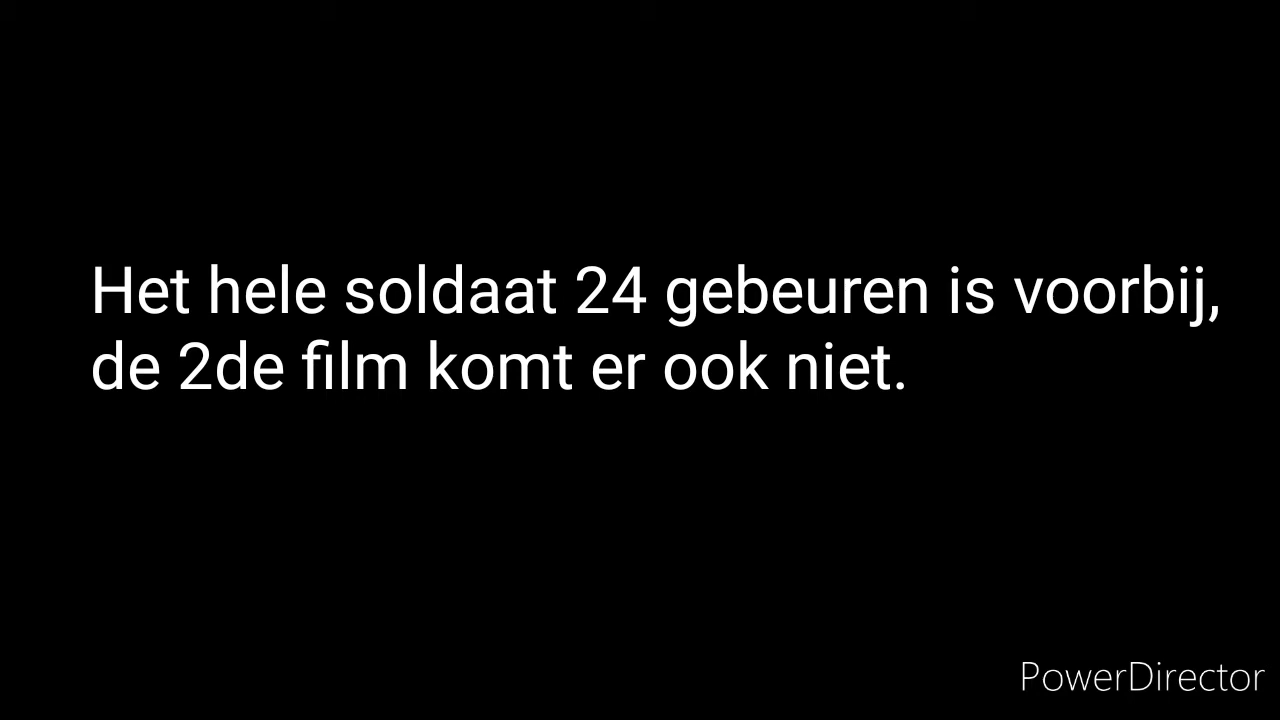 Het hele soldaat 24 gebeuren is voorbij,
de 2de film komt er ook niet.
PowerDirector